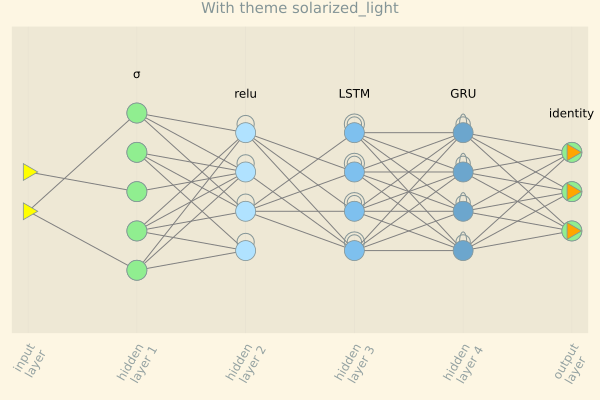 With theme solarized_light
σ
relu
LSTM
GRU
identity
input
layer
hidden
layer 1
hidden
layer 2
hidden
layer 3
hidden
layer 4
output
layer